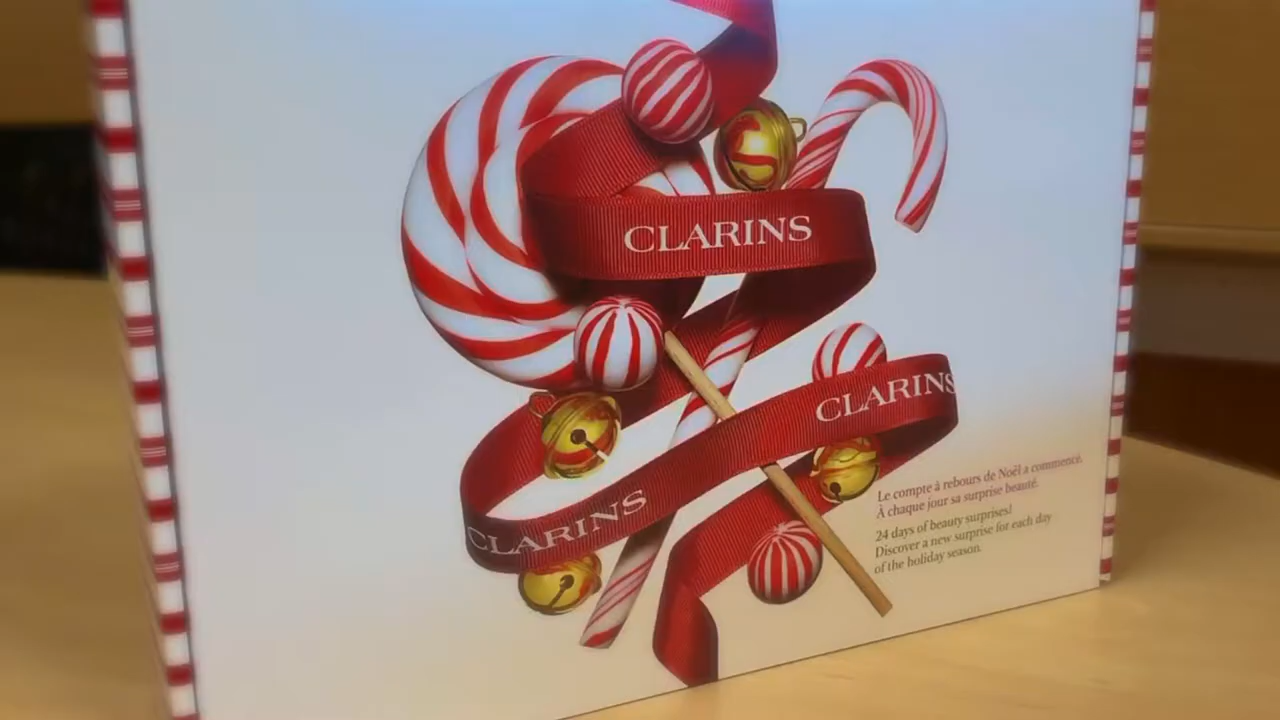 CLARINS
CLARINS
CLARINS
Le compte à rebours de Noël a commencé.
À chaque jour sa surprise beauté.
24 days of beauty surprises!
Discover a new surprise for each day
of the holiday season.